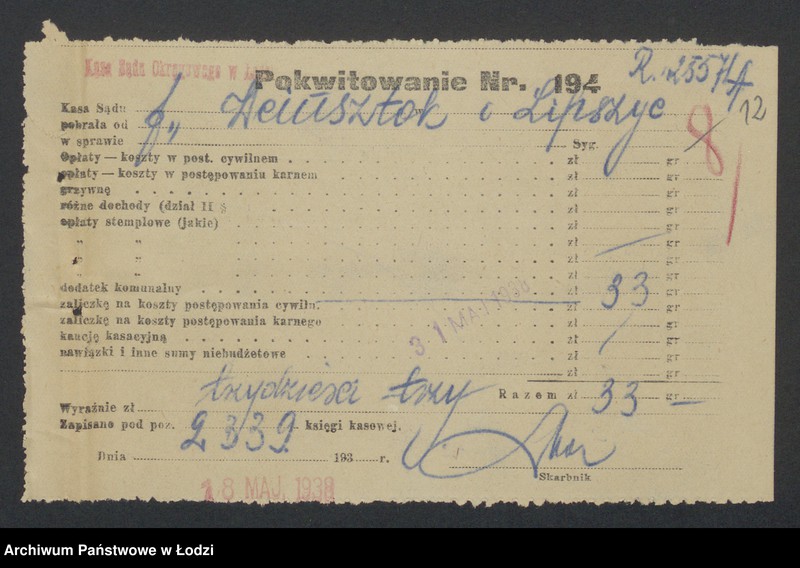 Kasa Sądu Okręgowego w Łodzi
Pokwitowanie Nr. 194
12
8
Kasa Sądu
pobrała od f„ Deusztok i Lipszyc
w sprawie Syg.
Opłaty — koszty w post. cywilnem zł gr
opłaty — koszty w postępowaniu karnem zł gr
grzywnę zł gr
różne dochody (dział II § zł gr
opłaty stemplowe (jakie) zł gr
„ „ zł gr
„ „ zł gr
„ „ zł gr
dodatek komunalny zł gr
zaliczkę na koszty postępowania cywiln. zł 33 gr
zaliczkę na koszty postępowania karnego zł gr
kaucję kasacyjną zł gr
nawiązki i inne sumy niebudżetowe zł gr
31 MAJ 1938
Wyraźnie zł trzydzieści trzy Razem zł 33 — gr
Zapisano pod poz. 2339 księgi kasowej.
Dnia 193 r.
18 MAJ. 1938
Skarbnik
Archiwum Państwowe w Łodzi